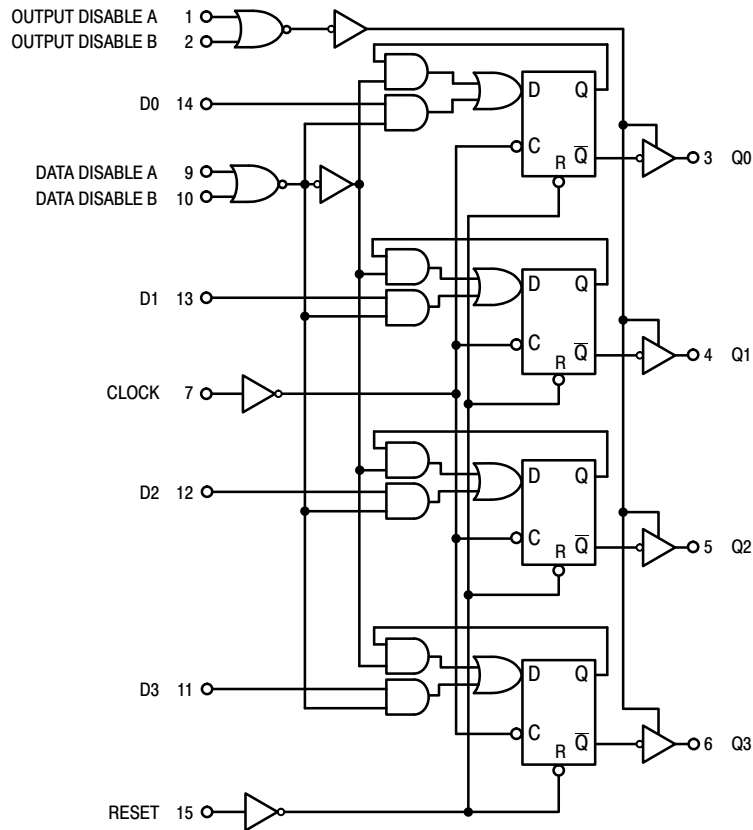 OUTPUT DISABLE A 1
OUTPUT DISABLE B 2
D Q
D0 14
C Q̅
R
3 Q0
DATA DISABLE A 9
DATA DISABLE B 10
D Q
D1 13
C Q̅
R
4 Q1
CLOCK 7
D Q
D2 12
C Q̅
R
5 Q2
D Q
D3 11
C Q̅
R
6 Q3
RESET 15